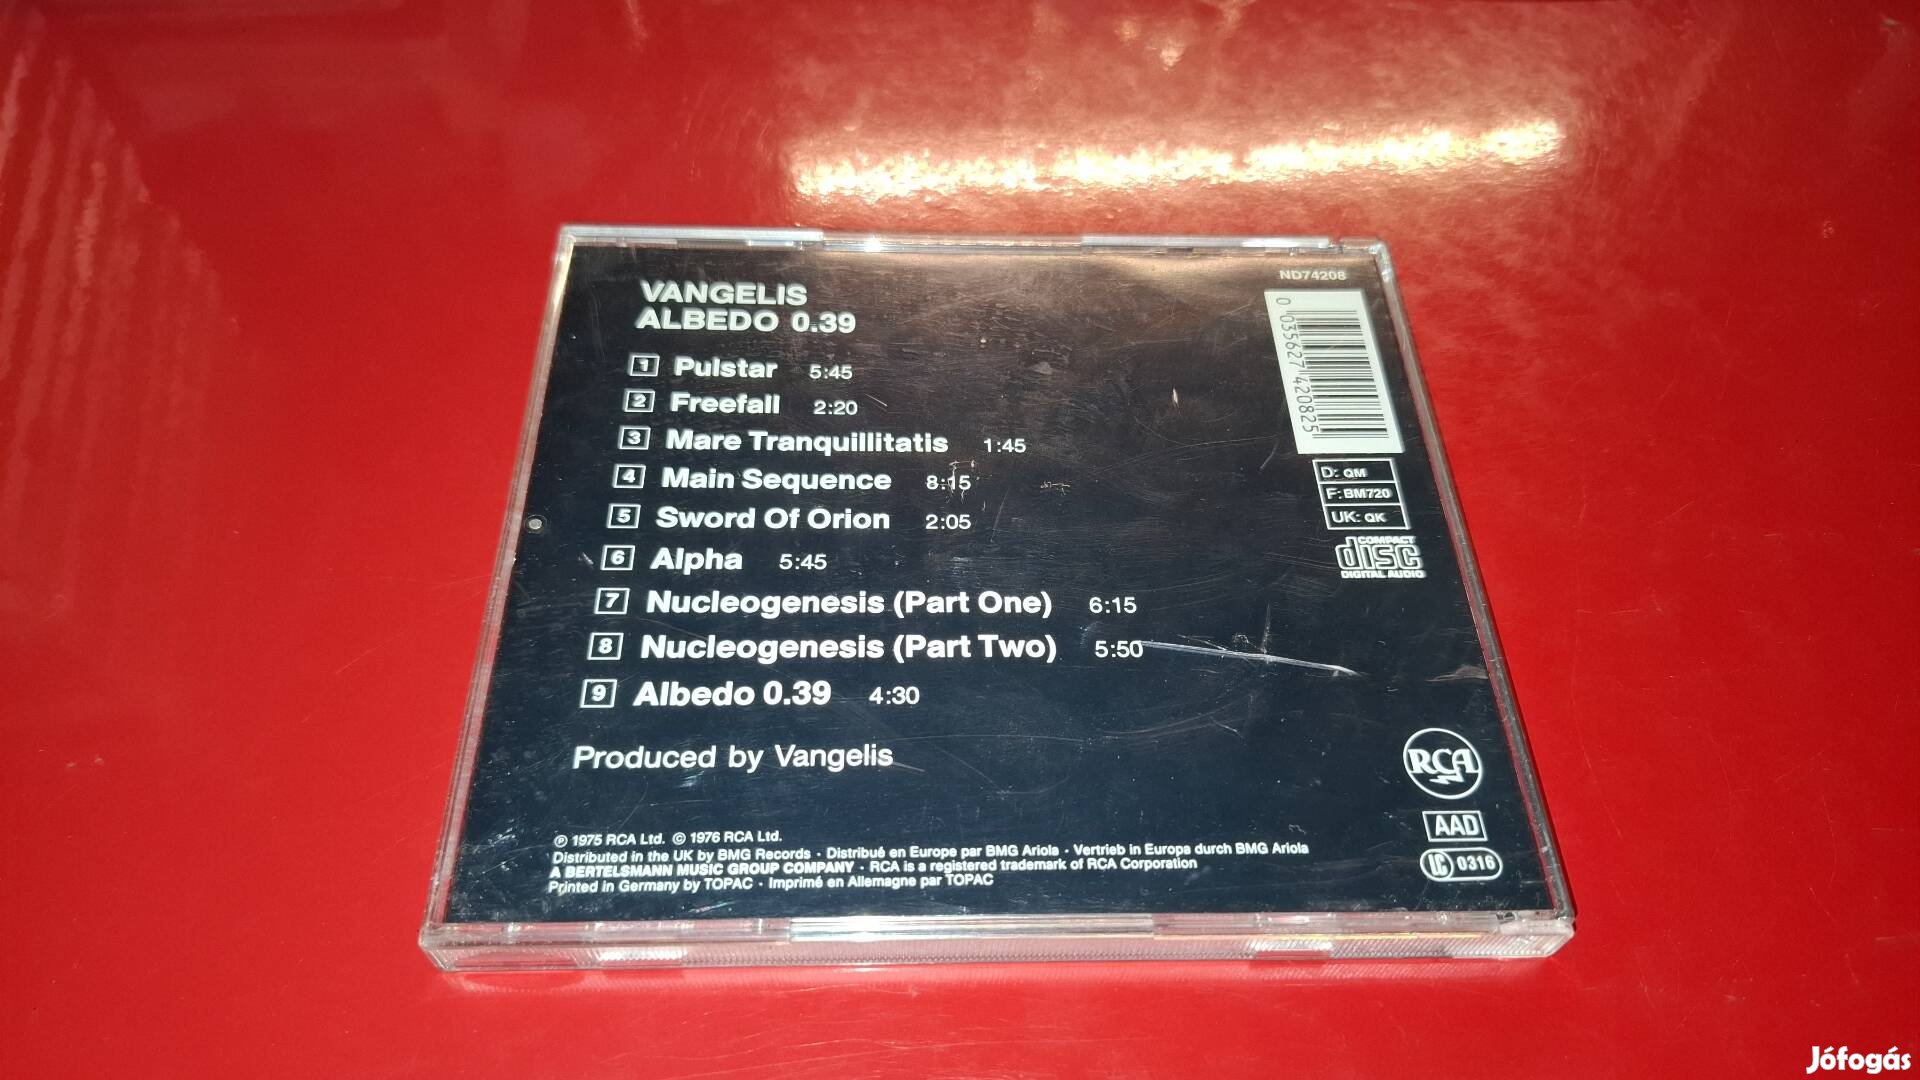 VANGELIS
ALBEDO 0.39
1 Pulstar 5:45
2 Freefall 2:20
3 Mare Tranquillitatis 1:45
4 Main Sequence 8:15
5 Sword Of Orion 2:05
6 Alpha 5:45
7 Nucleogenesis (Part One) 6:15
8 Nucleogenesis (Part Two) 5:50
9 Albedo 0.39 4:30
Produced by Vangelis
℗ 1975 RCA Ltd. © 1976 RCA Ltd.
Distributed in the UK by BMG Records · Distribué en Europe par BMG Ariola · Vertrieb in Europa durch BMG Ariola
A BERTELSMANN MUSIC GROUP COMPANY · RCA is a registered trademark of RCA Corporation
Printed in Germany by TOPAC · Imprimé en Allemagne par TOPAC
ND74208
0 035627 420825
D: QM
F: BM720
UK: QK
COMPACT
disc
DIGITAL AUDIO
RCA
AAD
LC 0316
Jófogás